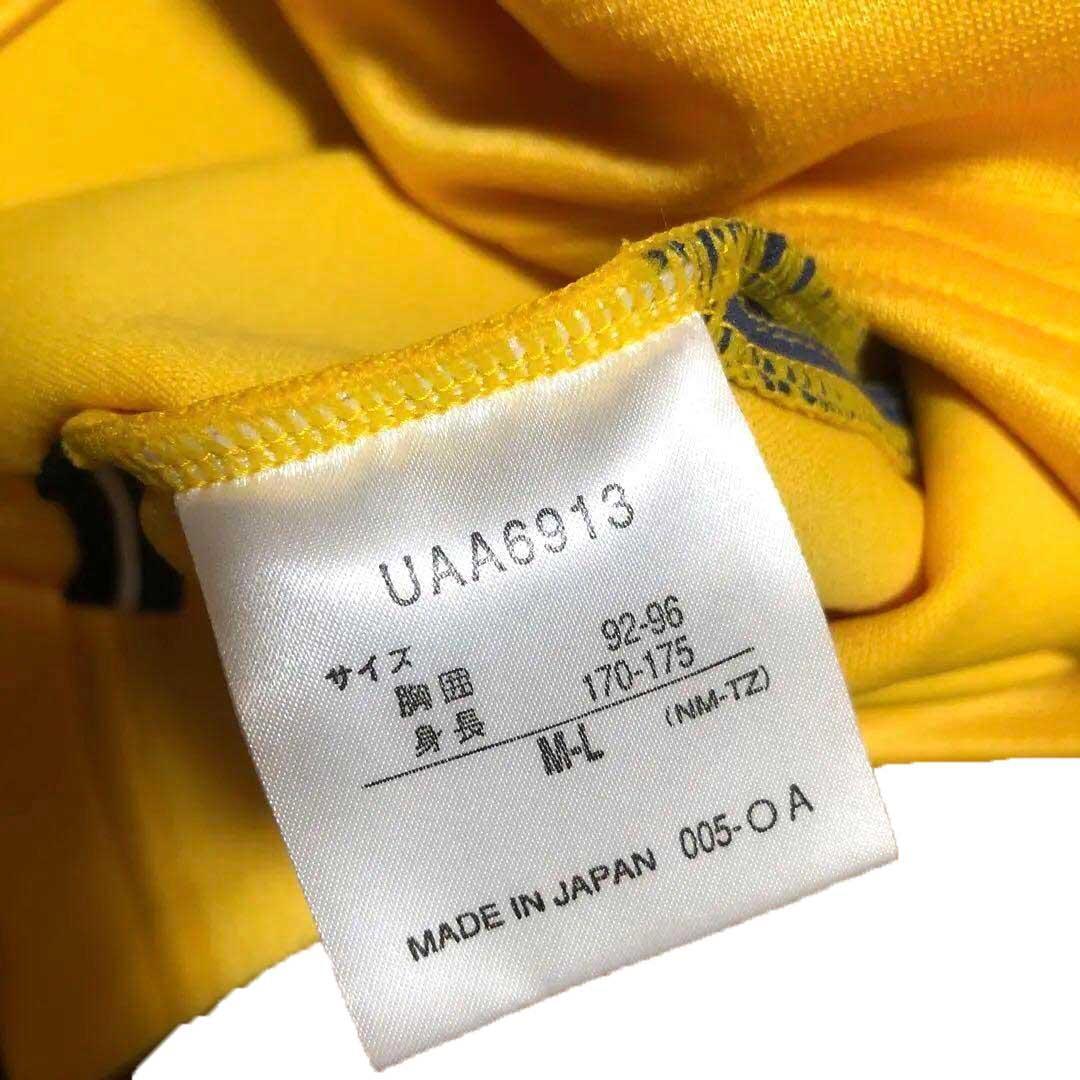 UAA6913
サイズ
胸囲 92-96
身長 170-175
M-L (NM-TZ)
MADE IN JAPAN 005-○A